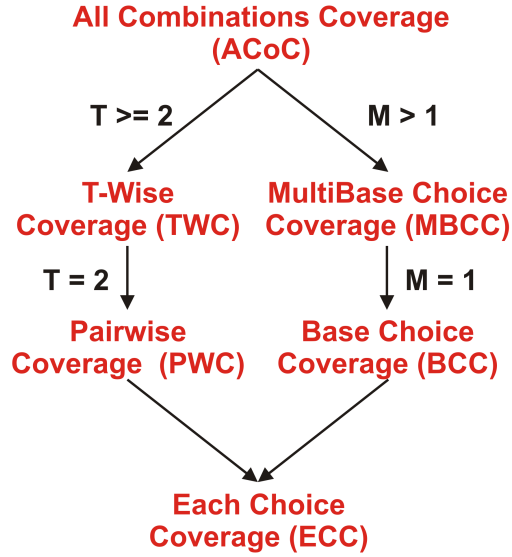 All Combinations Coverage
(ACoC)
T >= 2
M > 1
T-Wise
Coverage (TWC)
MultiBase Choice
Coverage (MBCC)
T = 2
M = 1
Pairwise
Coverage (PWC)
Base Choice
Coverage (BCC)
Each Choice
Coverage (ECC)